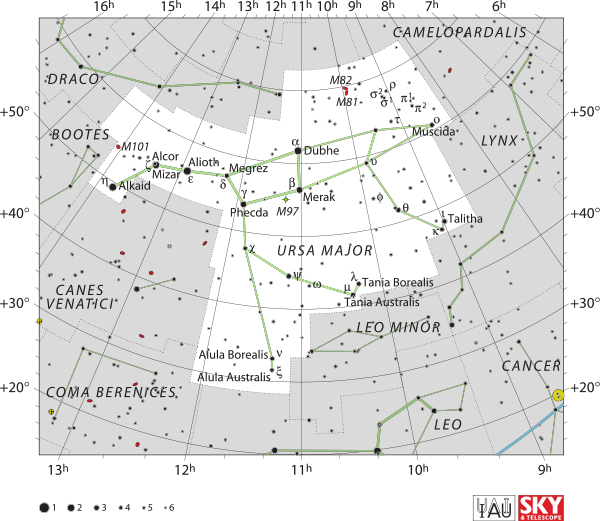 16h 15h 14h 13h 12h 11h 10h 9h 8h 7h 6h
CAMELOPARDALIS
DRACO
M82
M81
σ² ρ
σ¹ π¹
π²
+50°
BOOTES
τ
ο
Muscida
LYNX
M101
α
Dubhe
Alcor
ζ
Mizar
Alioth
ε
Megrez
δ
υ
η
Alkaid
β
Merak
γ
Phecda
M97
φ
θ
ι
Talitha
κ
+40°
χ
URSA MAJOR
ψ
ω
λ
Tania Borealis
μ
Tania Australis
CANES
VENATICI
+40°
+30°
LEO MINOR
+30°
Alula Borealis
ν
Alula Australis
ξ
CANCER
+20°
COMA BERENICES
+20°
LEO
13h 12h 11h 10h 9h
1 2 3 4 5 6
IAU
SKY
& TELESCOPE